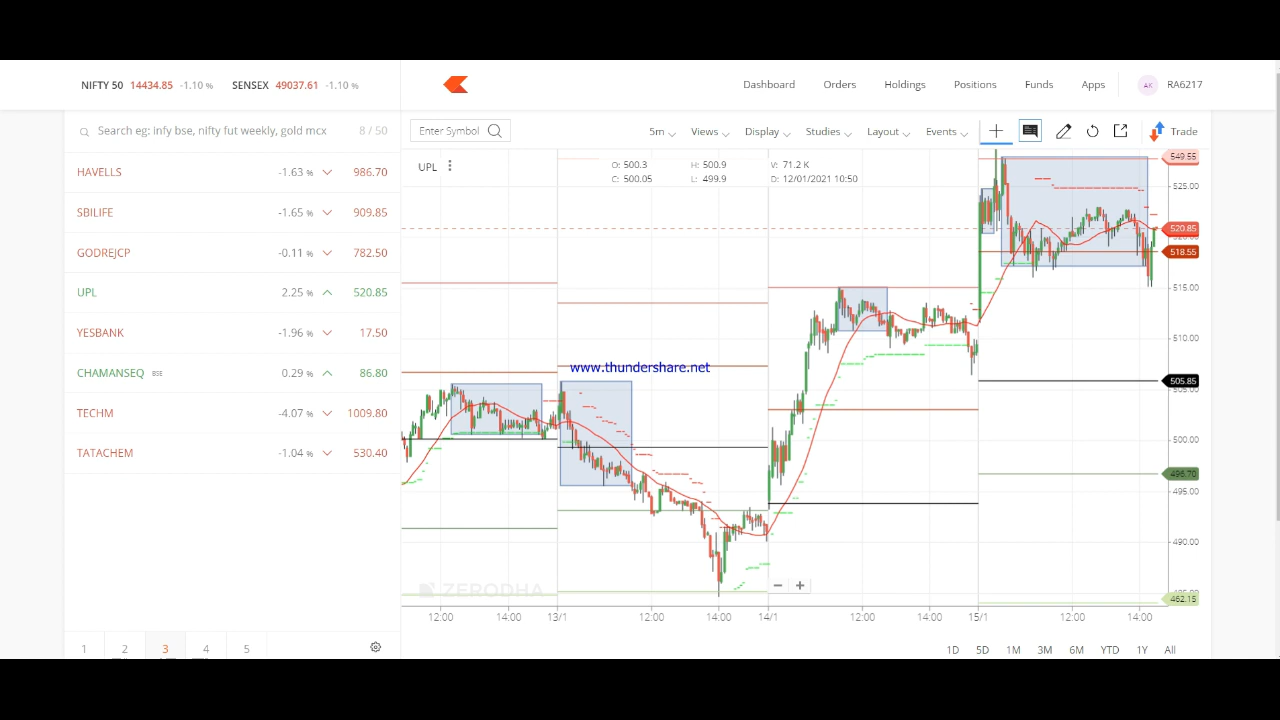 NIFTY 50 14434.85 -1.10 % SENSEX 49037.61 -1.10 %
Dashboard Orders Holdings Positions Funds Apps AK RA6217
Search eg: infy bse, nifty fut weekly, gold mcx 8 / 50
Enter Symbol 5m Views Display Studies Layout Events Trade
HAVELLS -1.63 % 986.70
SBILIFE -1.65 % 909.85
GODREJCP -0.11 % 782.50
UPL 2.25 % 520.85
YESBANK -1.96 % 17.50
CHAMANSEQ BSE 0.29 % 86.80
TECHM -4.07 % 1009.80
TATACHEM -1.04 % 530.40
1 2 3 4 5
UPL
O: 500.3 H: 500.9 V: 71.2 K
C: 500.05 L: 499.9 D: 12/01/2021 10:50
www.thundershare.net
549.55
525.00
520.85
518.55
515.00
510.00
505.85
500.00
496.70
495.00
490.00
462.15
ZERODHA
12:00 14:00 13/1 12:00 14:00 14/1 12:00 14:00 15/1 12:00 14:00
1D 5D 1M 3M 6M YTD 1Y All